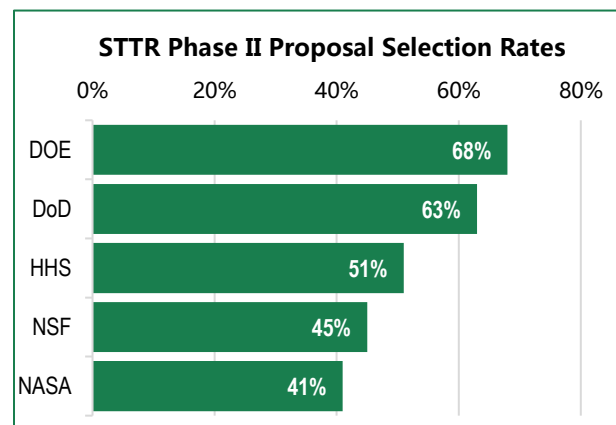 STTR Phase II Proposal Selection Rates
0% 20% 40% 60% 80%
DOE 68%
DoD 63%
HHS 51%
NSF 45%
NASA 41%